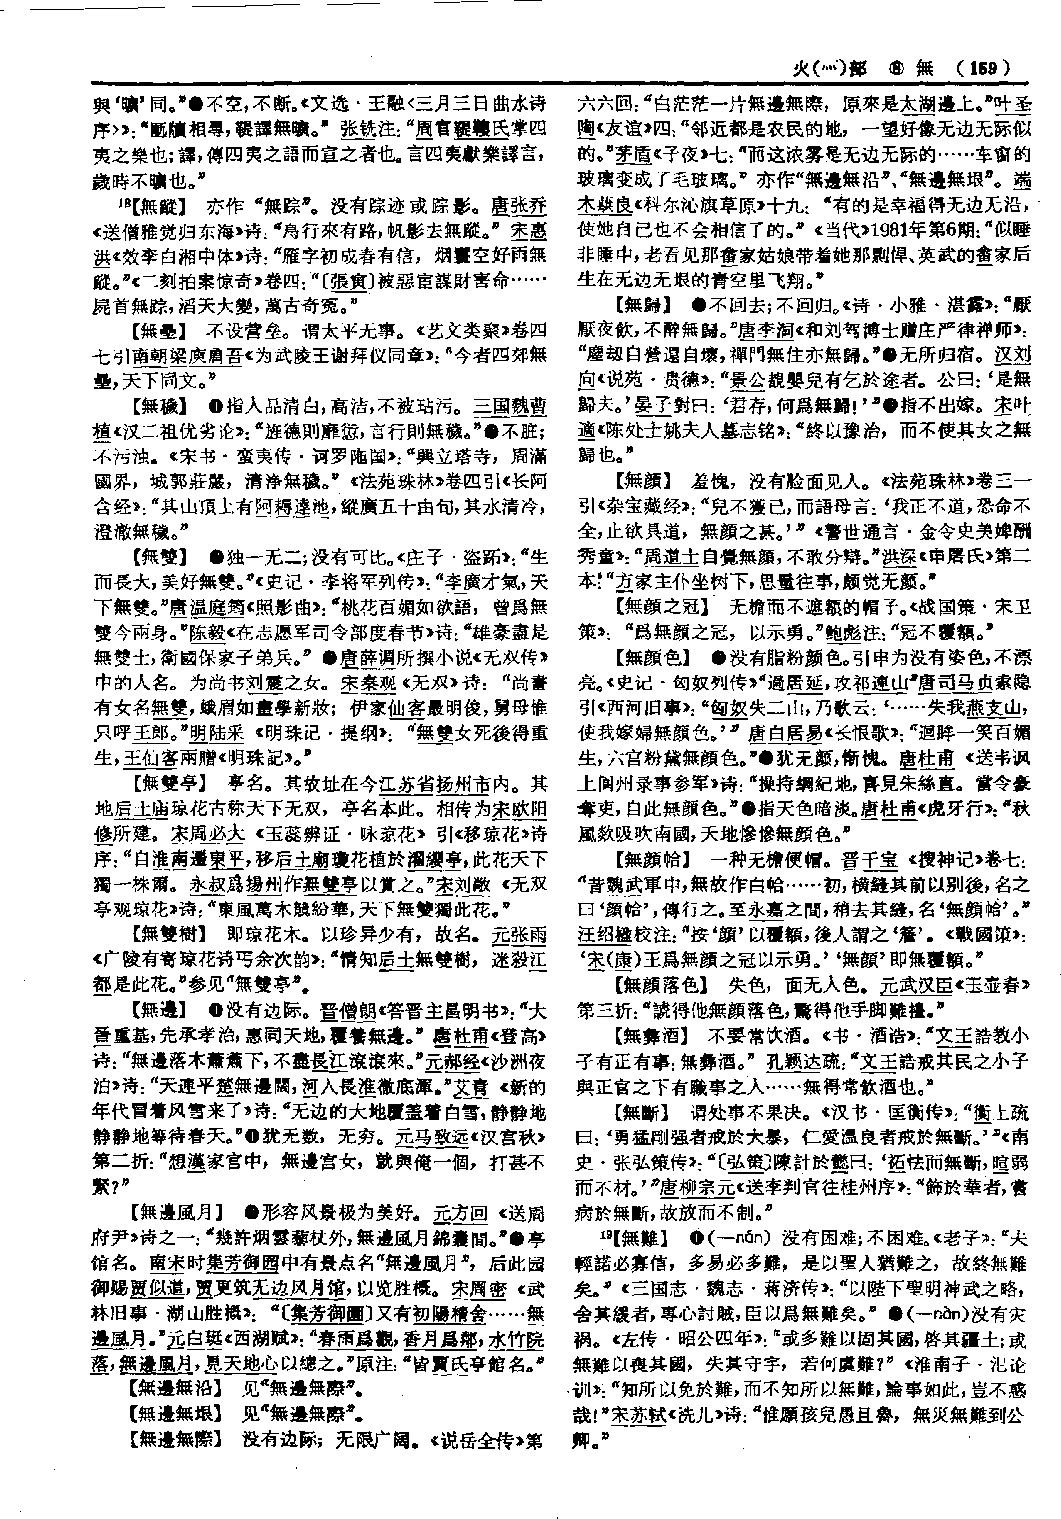 火(灬)部 ⑧ 無 (159)
與‘曠’同。”●不空,不断。《文选·王融<三月三日曲水诗
序>》:“匭牘相尋,鞮譯無曠。” 张铣注:“周官鞮鞻氏掌四
夷之樂也;譯,傳四夷之語而宣之者也。言四夷獻樂譯言,
歲時不曠也。”
18[無蹤] 亦作“無踪”。没有踪迹或踪影。唐张乔
《送僧雅觉归东海》诗:“鳥行來有路,帆影去無蹤。” 宋惠
洪《效李白湘中体》诗:“雁字初成春有信,烟鬟空好雨無
蹤。”《二刻拍案惊奇》卷四:“〔張寅〕被惡宦謀財害命……
屍首無踪,滔天大變,萬古奇冤。”
[無壘] 不设营垒。谓太平无事。《艺文类聚》卷四
七引南朝梁庾肩吾《为武陵王谢拜仪同章》:“今者四郊無
壘,天下同文。”
[無穢] ❶指人品清白,高洁,不被玷污。三国魏曹
植《汉二祖优劣论》:“旌德則靡愆,言行則無穢。”●不脏;
不污浊。《宋书·蛮夷传·诃罗陁国》:“興立塔寺,周滿
國界,城郭莊嚴,清淨無穢。”《法苑珠林》卷四引《长阿
含经》:“其山頂上有阿耨達池,縱廣五十由旬,其水清冷,
澄澈無穢。”
[無雙] ●独一无二;没有可比。《庄子·盗跖》:“生
而長大,美好無雙。”《史记·李将军列传》:“李廣才氣,天
下無雙。”唐温庭筠《照影曲》:“桃花百媚如欲語,曾爲無
雙今兩身。”陈毅《在志愿军司令部度春节》诗:“雄豪盡是
無雙士,衛國保家子弟兵。” ●唐薛调所撰小说《无双传》
中的人名。为尚书刘震之女。宋秦观《无双》诗:“尚書
有女名無雙,蛾眉如畫學新妝;伊家仙客最明俊,舅母惟
只呼王郎。”明陆采《明珠记·提纲》:“無雙女死後得重
生,王仙客兩贈《明珠記》。”
[無雙亭] 亭名。其故址在今江苏省扬州市内。其
地后土庙琼花古称天下无双,亭名本此。相传为宋欧阳
修所建。宋周必大《玉蕊辨证·咏琼花》引《移琼花》诗
序:“自淮南遷東平,移后土廟瓊花植於濯纓亭,此花天下
獨一株爾。永叔爲揚州作無雙亭以賞之。”宋刘敞《无双
亭观琼花》诗:“東風萬木競紛華,天下無雙獨此花。”
[無雙樹] 即琼花木。以珍异少有,故名。元张雨
《广陵有寄琼花诗丐余次韵》:“情知后土無雙樹,迷殺江
都是此花。”参见“無雙亭”。
[無邊] ❶没有边际。晋僧朗《答晋主昌明书》:“大
晉重基,先承孝治,惠同天地,覆養無邊。” 唐杜甫《登高》
诗:“無邊落木蕭蕭下,不盡長江滾滾來。”元郝经《沙洲夜
泊》诗:“天連平楚無邊闊,河入長淮徹底渾。”艾青《新的
年代冒着风雪来了》诗:“无边的大地覆盖着白雪,静静地
静静地等待春天。”❶犹无数,无穷。元马致远《汉宫秋》
第二折:“想漢家宫中,無邊宫女,就與俺一個,打甚不
緊?”
[無邊風月] ●形容风景极为美好。元方回《送周
府尹》诗之一:“幾許烟雲藜杖外,無邊風月錦囊間。”●亭
馆名。南宋时集芳御园中有景点名“無邊風月”,后此园
御赐贾似道,贾更筑无边风月馆,以览胜概。宋周密《武
林旧事·湖山胜概》:“〔集芳御園〕又有初陽精舍……無
邊風月。”元白珽《西湖赋》:“春雨爲觀,香月爲鄰,水竹院
落,無邊風月,見天地心以總之。”原注:“皆賈氏亭館名。”
[無邊無沿] 见“無邊無際”。
[無邊無垠] 见“無邊無際”。
[無邊無際] 没有边际;无限广阔。《说岳全传》第
六六回:“白茫茫一片無邊無際,原來是太湖邊上。”叶圣
陶《友谊》四:“邻近都是农民的地,一望好像无边无际似
的。”茅盾《子夜》七:“而这浓雾是无边无际的……车窗的
玻璃变成了毛玻璃。”亦作“無邊無沿”、“無邊無垠”。端
木蕻良《科尔沁旗草原》十九:“有的是幸福得无边无沿,
使她自己也不会相信了的。”《当代》1981年第6期:“似睡
非睡中,老吾见那畲家姑娘带着她那剽悍、英武的畲家后
生在无边无垠的青空里飞翔。”
[無歸] ●不回去;不回归。《诗·小雅·湛露》:“厭
厭夜飲,不醉無歸。”唐李洞《和刘驾博士赠庄严律禅师》:
“塵劫自營還自壞,禪門無住亦無歸。”●无所归宿。汉刘
向《说苑·贵德》:“景公覩嬰兒有乞於途者。公曰:‘是無
歸夫。’晏子對曰:‘君存,何爲無歸!’”●指不出嫁。宋叶
適《陈处士姚夫人墓志铭》:“終以豫治,而不使其女之無
歸也。”
[無顔] 羞愧,没有脸面见人。《法苑珠林》卷三一
引《杂宝藏经》:“兒不獲已,而語母言:‘我正不道,恐命不
全,止欲具道,無顔之甚。’”《警世通言·金令史美婢酬
秀童》:“周道士自覺無顔,不敢分辯。”洪深《申屠氏》第二
本:“方家主仆坐树下,思量往事,颇觉无颜。”
[無顔之冠] 无檐而不遮额的帽子。《战国策·宋卫
策》:“爲無顔之冠,以示勇。”鲍彪注:“冠不覆額。”
[無顔色] ●没有脂粉颜色。引申为没有姿色,不漂
亮。《史记·匈奴列传》“過居延,攻祁連山”唐司马贞索隐
引《西河旧事》:“匈奴失二山,乃歌云:‘……失我燕支山,
使我嫁婦無顔色。’” 唐白居易《长恨歌》:“迴眸一笑百媚
生,六宫粉黛無顔色。”●犹无颜,惭愧。唐杜甫《送韦讽
上阆州录事参军》诗:“操持綱紀地,喜見朱絲直。當令豪
奪吏,自此無顔色。”●指天色暗淡。唐杜甫《虎牙行》:“秋
風欻吸吹南國,天地慘慘無顔色。”
[無顔帢] 一种无檐便帽。晋干宝《搜神记》卷七:
“昔魏武軍中,無故作白帢……初,横縫其前以别後,名之
曰‘顔帢’,傳行之。至永嘉之間,稍去其縫,名‘無顔帢’。”
汪绍楹校注:“按‘顔’以覆額,後人謂之‘簷’。《戰國策》:
‘宋(康)王爲無顔之冠以示勇。’‘無顔’即無覆額。”
[無顔落色] 失色,面无人色。元武汉臣《玉壶春》
第三折:“諕得他無顔落色,驚得他手脚難擡。”
[無彝酒] 不要常饮酒。《书·酒诰》:“文王誥教小
子有正有事:無彝酒。” 孔颖达疏:“文王誥戒其民之小子
與正官之下有職事之人……無得常飲酒也。”
[無斷] 谓处事不果决。《汉书·匡衡传》:“衡上疏
曰:‘勇猛剛强者戒於大暴,仁愛温良者戒於無斷。’”《南
史·张弘策传》:“〔弘策〕陳計於懿曰:‘祏怯而無斷,暄弱
而不材。’”唐柳宗元《送李判官往桂州序》:“飾於華者,嘗
病於無斷,故放而不制。”
19[無難] ❶(—nán) 没有困难;不困难。《老子》:“夫
輕諾必寡信,多易必多難,是以聖人猶難之,故終無難
矣。”《三国志·魏志·蒋济传》:“以陛下聖明神武之略,
舍其緩者,專心討賊,臣以爲無難矣。” ●(—nàn)没有灾
祸。《左传·昭公四年》:“或多難以固其國,啓其疆土;或
無難以喪其國,失其守宇,若何虞難?”《淮南子·氾论
训》:“知所以免於難,而不知所以無難,論事如此,豈不惑
哉!”宋苏轼《洗儿》诗:“惟願孩兒愚且魯,無災無難到公
卿。”